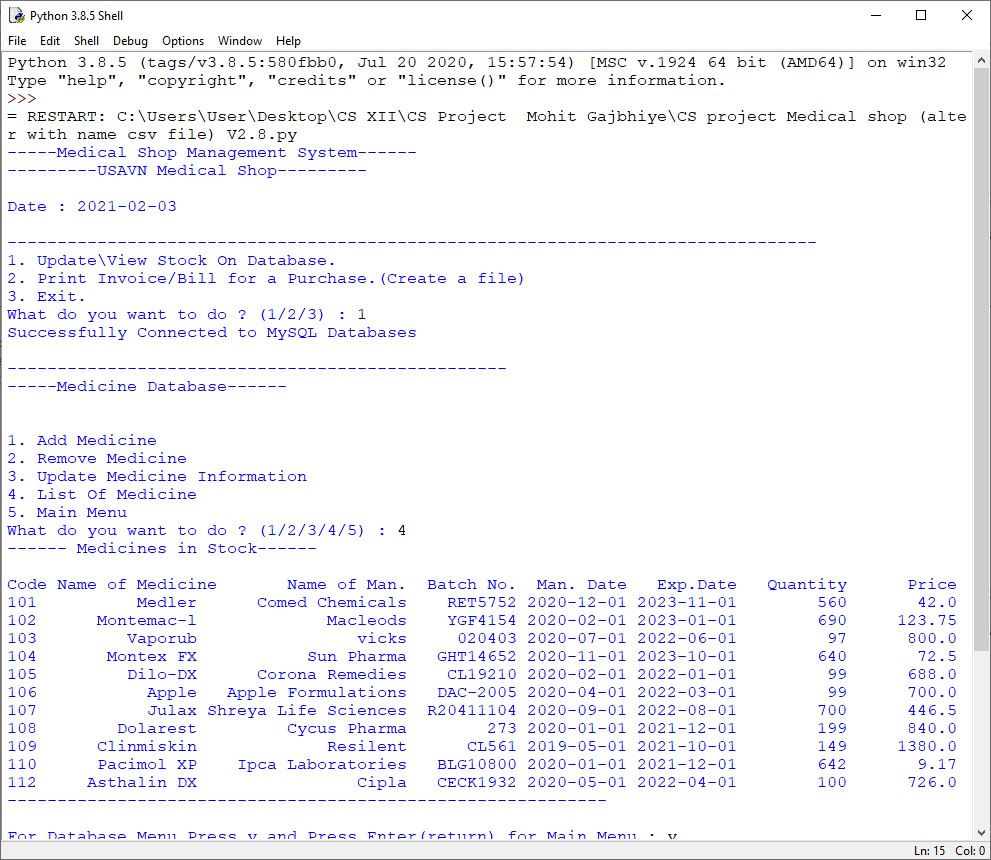 Python 3.8.5 Shell
File Edit Shell Debug Options Window Help
Python 3.8.5 (tags/v3.8.5:580fbb0, Jul 20 2020, 15:57:54) [MSC v.1924 64 bit (AMD64)] on win32
Type "help", "copyright", "credits" or "license()" for more information.
>>>
= RESTART: C:\Users\User\Desktop\CS XII\CS Project  Mohit Gajbhiye\CS project Medical shop (alte
r with name csv file) V2.8.py
-----Medical Shop Management System------
---------USAVN Medical Shop---------
Date : 2021-02-03
---------------------------------------------------------------------------------
1. Update\View Stock On Database.
2. Print Invoice/Bill for a Purchase.(Create a file)
3. Exit.
What do you want to do ? (1/2/3) : 1
Successfully Connected to MySQL Databases
--------------------------------------------------
-----Medicine Database------
1. Add Medicine
2. Remove Medicine
3. Update Medicine Information
4. List Of Medicine
5. Main Menu
What do you want to do ? (1/2/3/4/5) : 4
------ Medicines in Stock------
Code Name of Medicine       Name of Man.  Batch No.  Man. Date   Exp.Date   Quantity      Price
101          Medler      Comed Chemicals    RET5752 2020-12-01 2023-11-01        560       42.0
102      Montemac-l             Macleods    YGF4154 2020-02-01 2023-01-01        690     123.75
103         Vaporub                vicks     020403 2020-07-01 2022-06-01         97      800.0
104       Montex FX           Sun Pharma   GHT14652 2020-11-01 2023-10-01        640       72.5
105         Dilo-DX      Corona Remedies    CL19210 2020-02-01 2022-01-01         99      688.0
106           Apple   Apple Formulations   DAC-2005 2020-04-01 2022-03-01         99      700.0
107           Julax Shreya Life Sciences  R20411104 2020-09-01 2022-08-01        700      446.5
108        Dolarest         Cycus Pharma        273 2020-01-01 2021-12-01        199      840.0
109      Clinmiskin             Resilent      CL561 2019-05-01 2021-10-01        149     1380.0
110      Pacimol XP    Ipca Laboratories   BLG10800 2020-01-01 2021-12-01        642       9.17
112     Asthalin DX                Cipla   CECK1932 2020-05-01 2022-04-01        100      726.0
------------------------------------------------------------
For Database Menu Press y and Press Enter(return) for Main Menu : y
Ln: 15 Col: 0